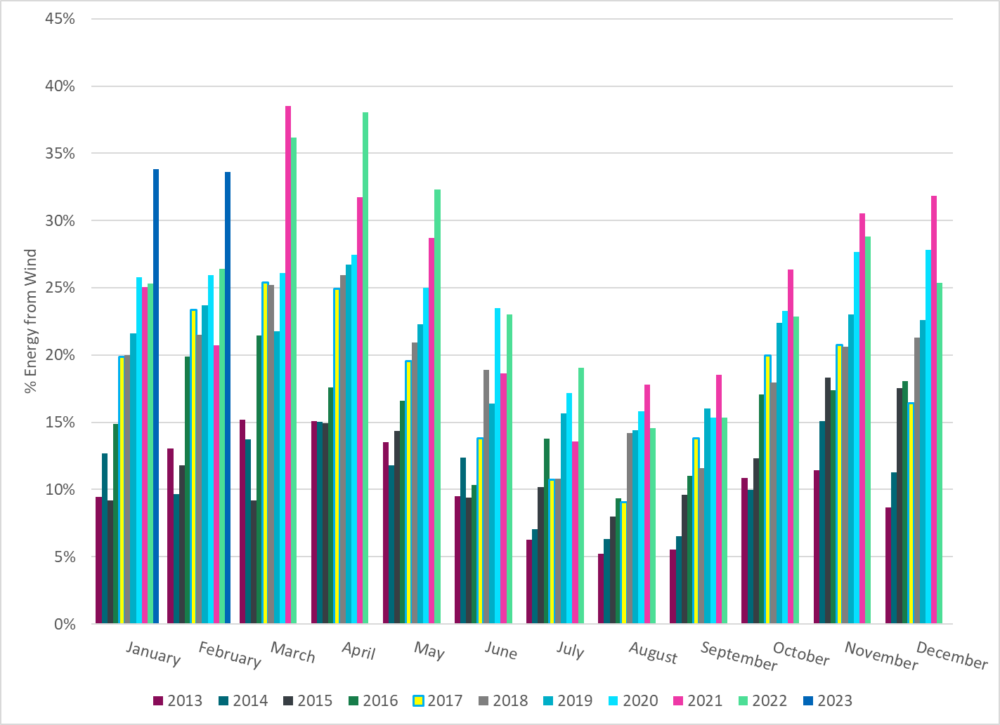 45%
40%
35%
30%
25%
20%
15%
10%
5%
0%
% Energy from Wind
January
February
March
April
May
June
July
August
September
October
November
December
2013 2014 2015 2016 2017 2018 2019 2020 2021 2022 2023